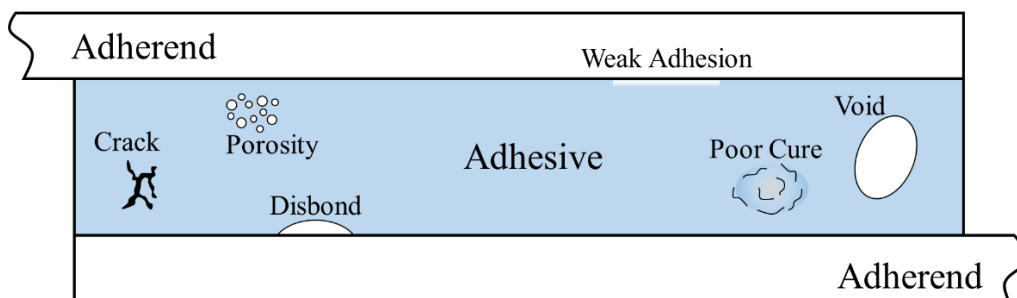 Adherend
Weak Adhesion
Void
Crack
Porosity
Adhesive
Poor Cure
Disbond
Adherend